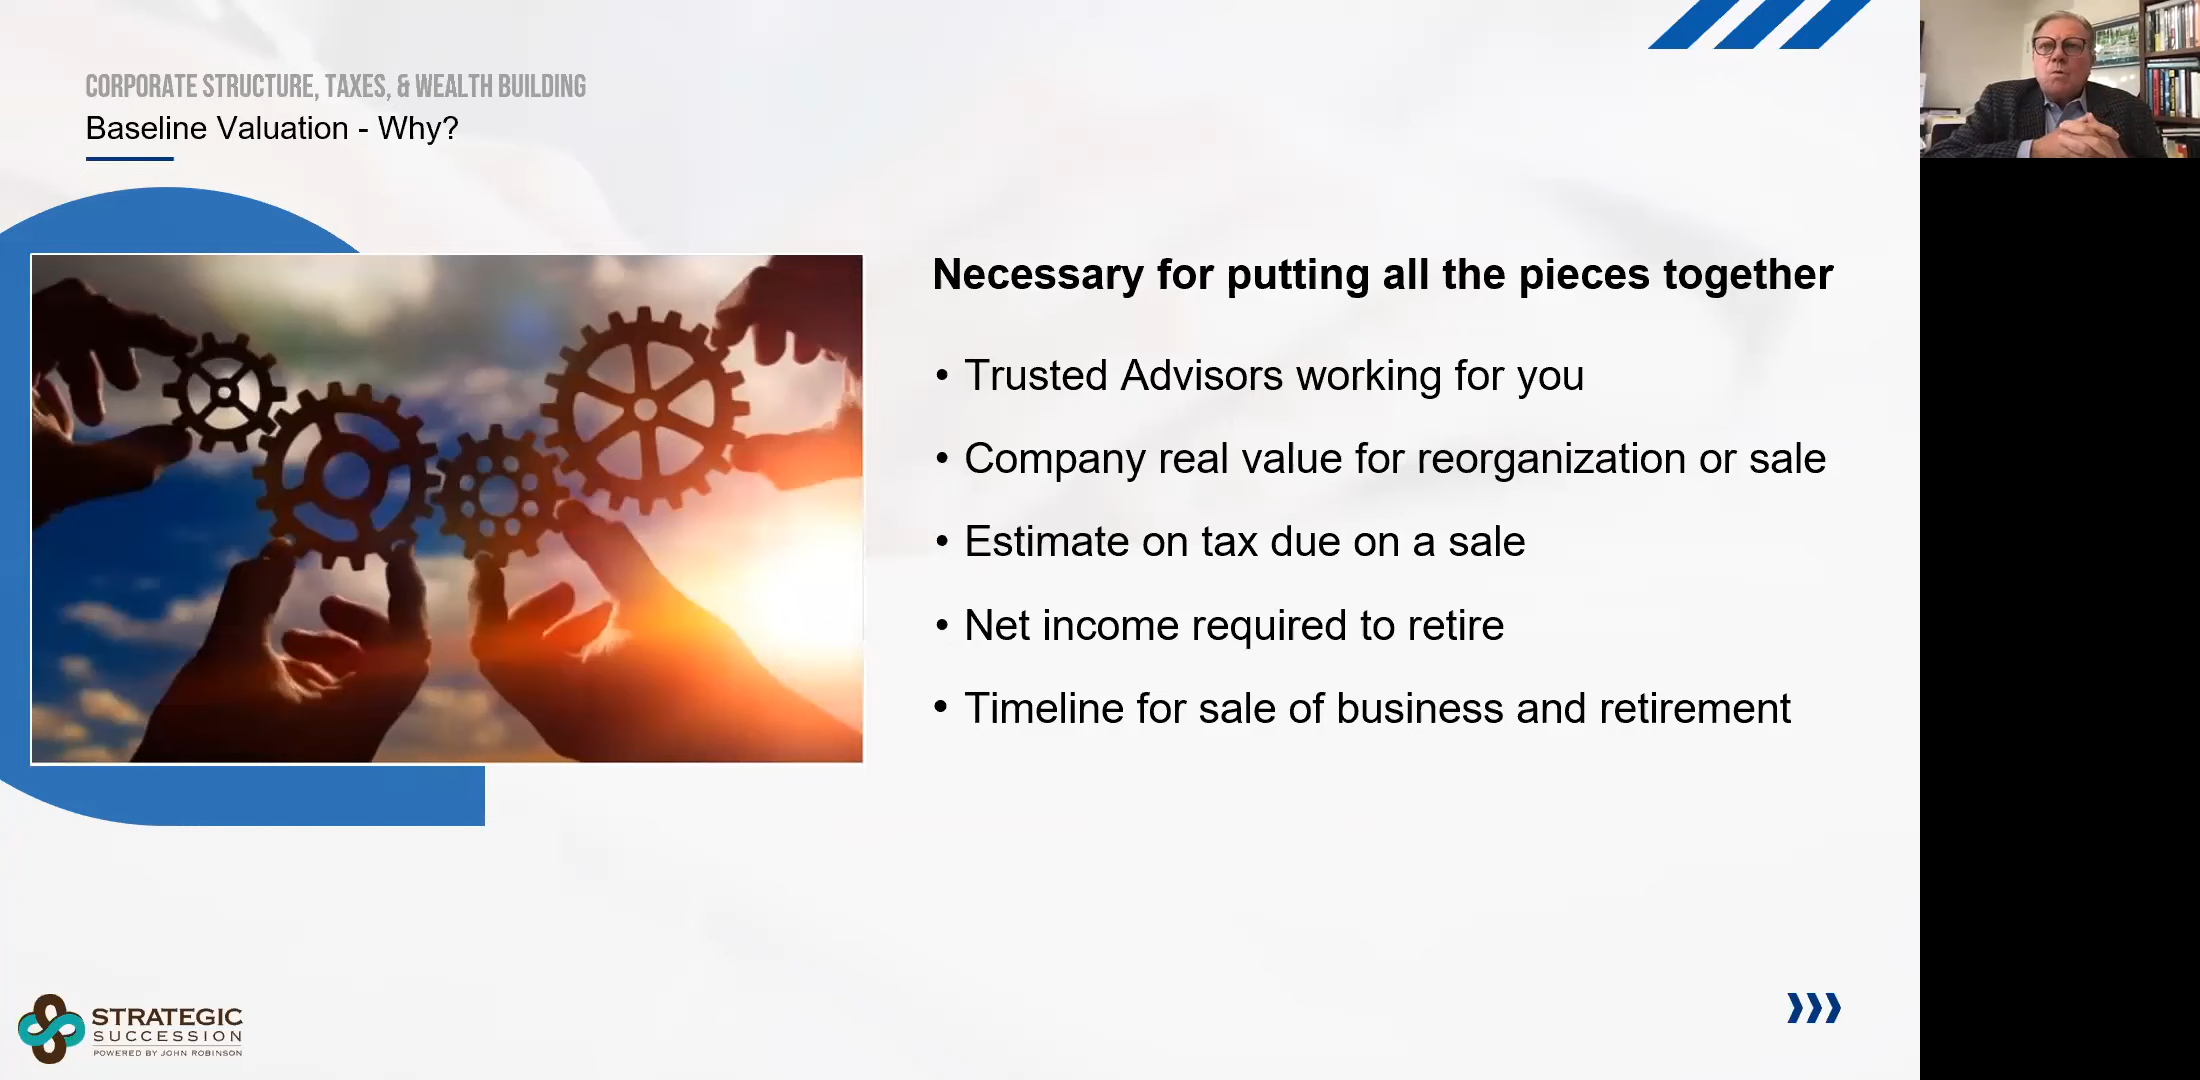 CORPORATE STRUCTURE, TAXES, & WEALTH BUILDING
Baseline Valuation - Why?
Necessary for putting all the pieces together
• Trusted Advisors working for you
• Company real value for reorganization or sale
• Estimate on tax due on a sale
• Net income required to retire
• Timeline for sale of business and retirement
STRATEGIC
SUCCESSION
POWERED BY JOHN ROBINSON